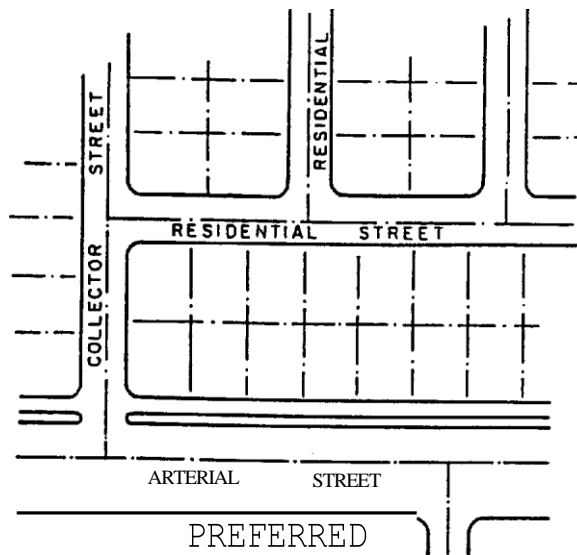 COLLECTOR STREET
RESIDENTIAL
RESIDENTIAL STREET
ARTERIAL STREET
PREFERRED